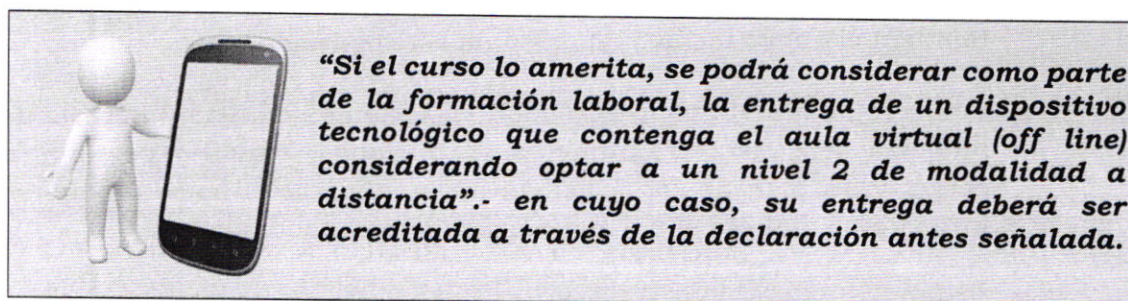 “Si el curso lo amerita, se podrá considerar como parte
de la formación laboral, la entrega de un dispositivo
tecnológico que contenga el aula virtual (off line)
considerando optar a un nivel 2 de modalidad a
distancia”.- en cuyo caso, su entrega deberá ser
acreditada a través de la declaración antes señalada.